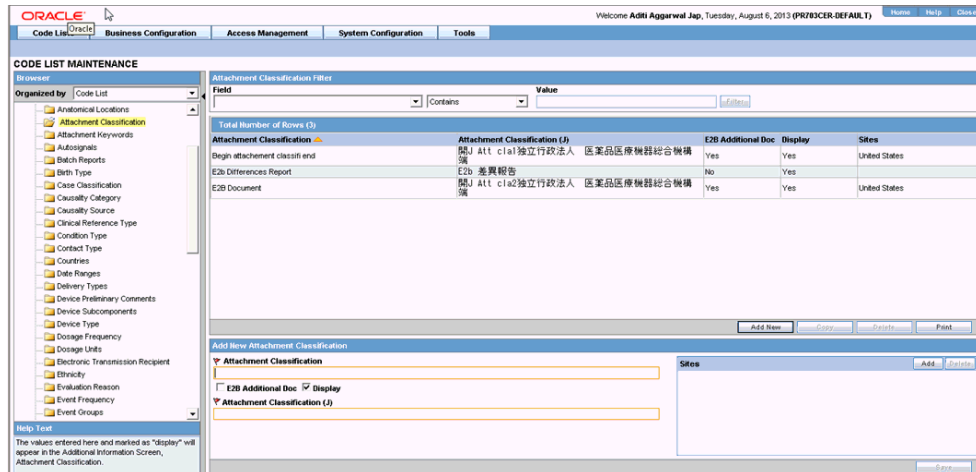 ORACLE
Oracle
Welcome Aditi Aggarwal Jap, Tuesday, August 6, 2013 (PR703CER-DEFAULT)
Home Help Close
Code Lists Business Configuration Access Management System Configuration Tools
CODE LIST MAINTENANCE
Browser
Organized by Code List
Anatomical Locations
Attachment Classification
Attachment Keywords
Autosignals
Batch Reports
Birth Type
Case Classification
Causality Category
Causality Source
Clinical Reference Type
Condition Type
Contact Type
Countries
Date Ranges
Delivery Types
Device Preliminary Comments
Device Subcomponents
Device Type
Dosage Frequency
Dosage Units
Electronic Transmission Recipient
Ethnicity
Evaluation Reason
Event Frequency
Event Groups
Help Text
The values entered here and marked as "display" will
appear in the Additional Information Screen,
Attachment Classification.
Attachment Classification Filter
Field Value
Contains Filter
Total Number of Rows (3)
Attachment Classification Attachment Classification (J) E2B Additional Doc Display Sites
Begin attachement classifi end 開J Att cla1独立行政法人 医薬品医療機器総合機構 Yes Yes United States
端
E2b Differences Report E2b 差異報告 No Yes
E2B Document 開J Att cla2独立行政法人 医薬品医療機器総合機構 Yes Yes United States
端
Add New Copy Delete Print
Add New Attachment Classification
Attachment Classification
E2B Additional Doc Display
Attachment Classification (J)
Sites Add Delete
Save